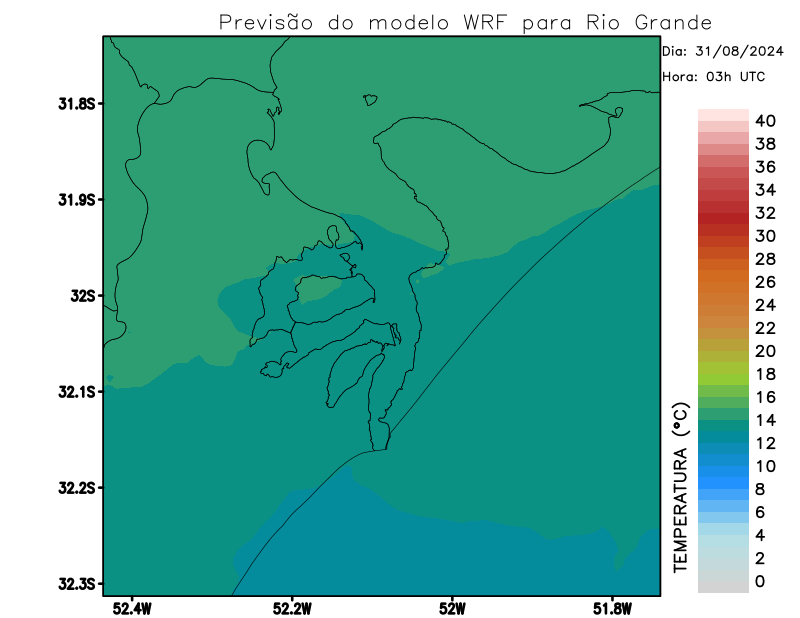 Previsão do modelo WRF para Rio Grande
Dia: 31/08/2024
Hora: 03h UTC
31.8S
31.9S
32S
32.1S
32.2S
32.3S
52.4W
52.2W
52W
51.8W
TEMPERATURA (°C)
40
38
36
34
32
30
28
26
24
22
20
18
16
14
12
10
8
6
4
2
0